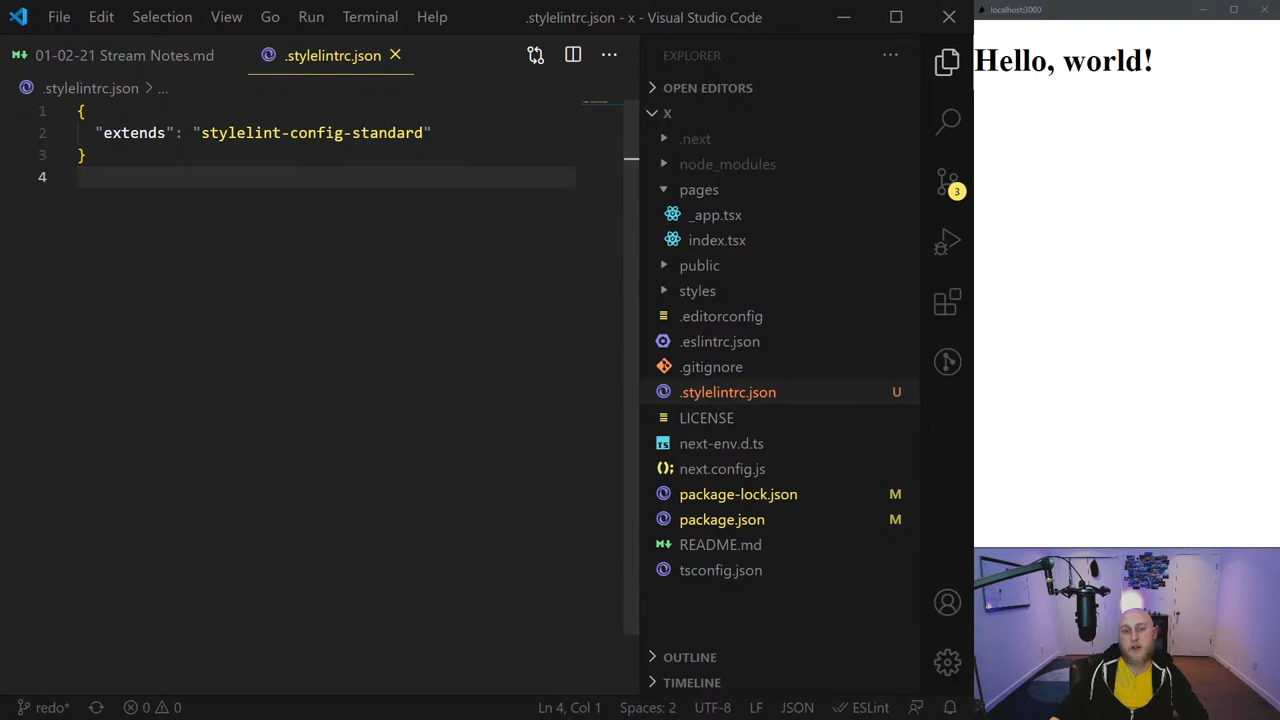 File Edit Selection View Go Run Terminal Help .stylelintrc.json - x - Visual Studio Code
localhost:3000
01-02-21 Stream Notes.md .stylelintrc.json
.stylelintrc.json > ...
1 {
2 "extends": "stylelint-config-standard"
3 }
4
EXPLORER
OPEN EDITORS
X
.next
node_modules
pages
_app.tsx
index.tsx
public
styles
.editorconfig
.eslintrc.json
.gitignore
.stylelintrc.json U
LICENSE
next-env.d.ts
next.config.js
package-lock.json M
package.json M
README.md
tsconfig.json
OUTLINE
TIMELINE
3
Hello, world!
redo* 0 0 Ln 4, Col 1 Spaces: 2 UTF-8 LF JSON ESLint